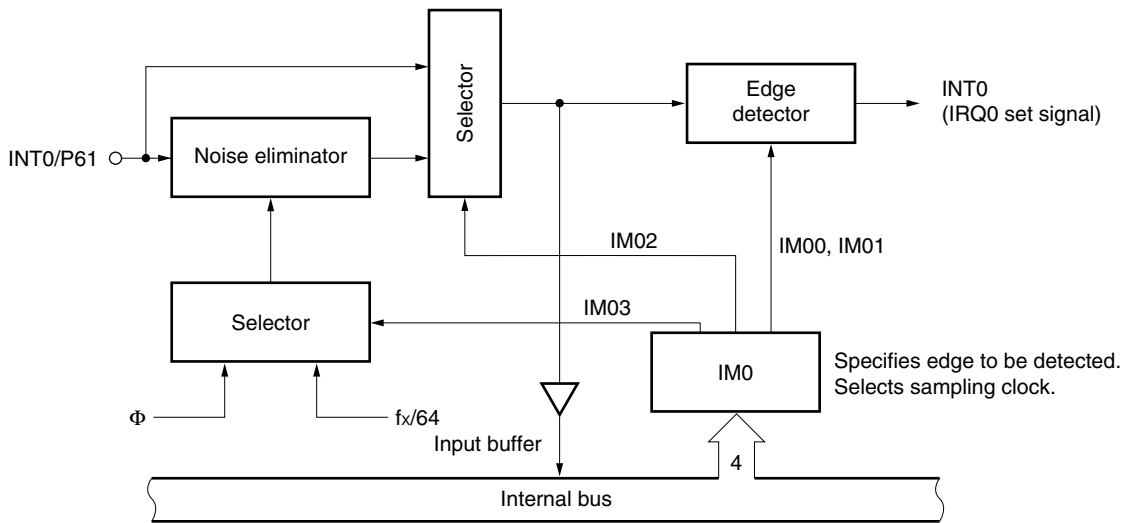 Selector
Edge
detector
INT0
(IRQ0 set signal)
INT0/P61
Noise eliminator
IM02
IM00, IM01
IM03
Selector
IM0
Specifies edge to be detected.
Selects sampling clock.
Φ
fx/64
Input buffer
4
Internal bus